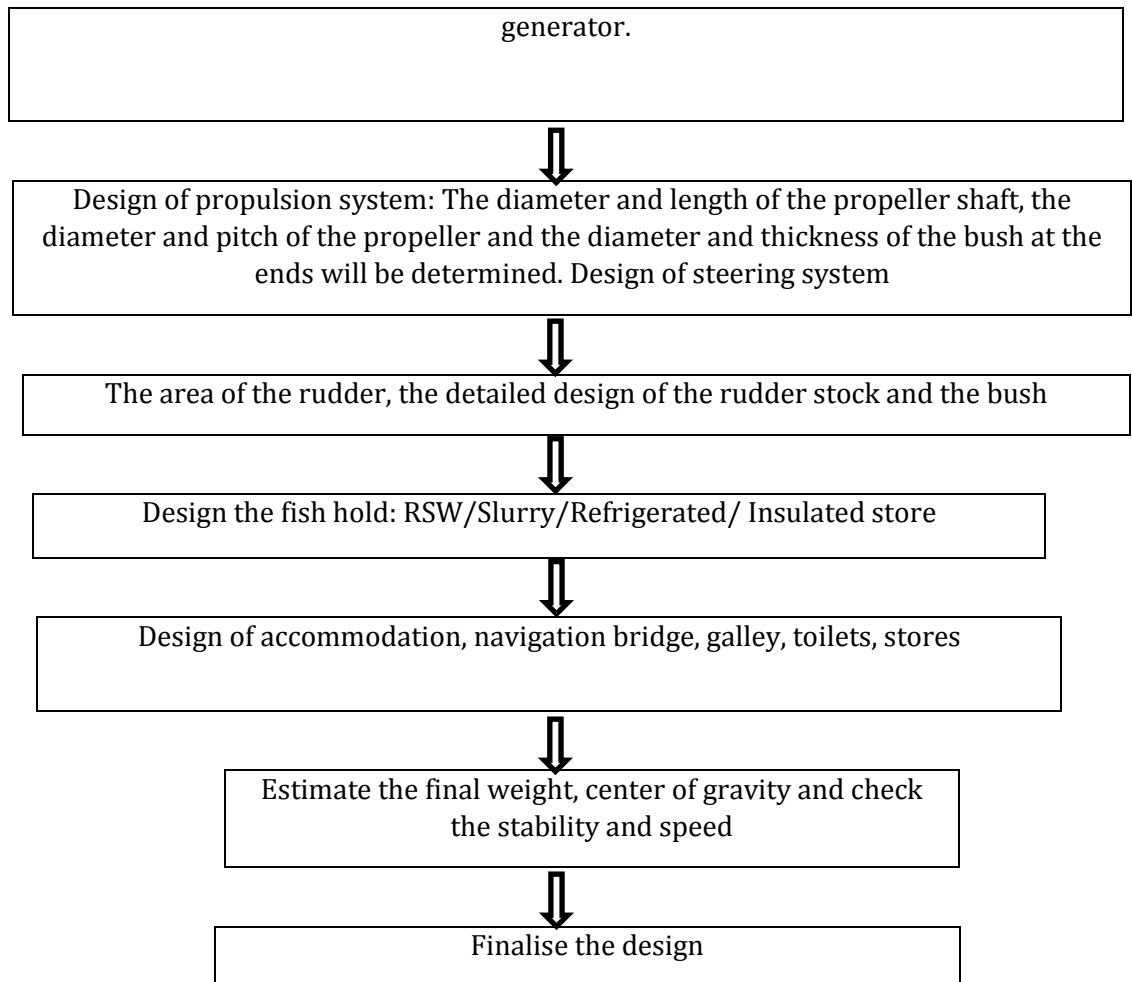 generator.
Design of propulsion system: The diameter and length of the propeller shaft, the
diameter and pitch of the propeller and the diameter and thickness of the bush at the
ends will be determined. Design of steering system
The area of the rudder, the detailed design of the rudder stock and the bush
Design the fish hold: RSW/Slurry/Refrigerated/ Insulated store
Design of accommodation, navigation bridge, galley, toilets, stores
Estimate the final weight, center of gravity and check
the stability and speed
Finalise the design